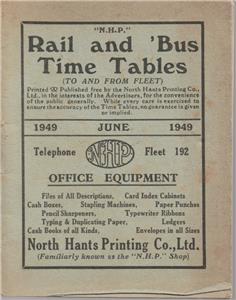 "N.H.P."
Rail and 'Bus
Time Tables
(TO AND FROM FLEET)
Printed & Published free by the North Hants Printing Co.,
Ltd., in the interests of the Advertisers, for the convenience
of the public generally. While every care is exercised to
ensure the accuracy of the Time Tables, no guarantee is given
or implied.
1949 JUNE 1949
Telephone NHP Fleet 192
OFFICE EQUIPMENT
Files of All Descriptions, Card Index Cabinets
Cash Boxes, Stapling Machines, Paper Punches
Pencil Sharpeners, Typewriter Ribbons
Typing & Duplicating Paper, Ledgers
Cash Books of all Kinds, Envelopes in all Sizes
North Hants Printing Co., Ltd.
(Familiarly known as the "N.H.P." Shop)